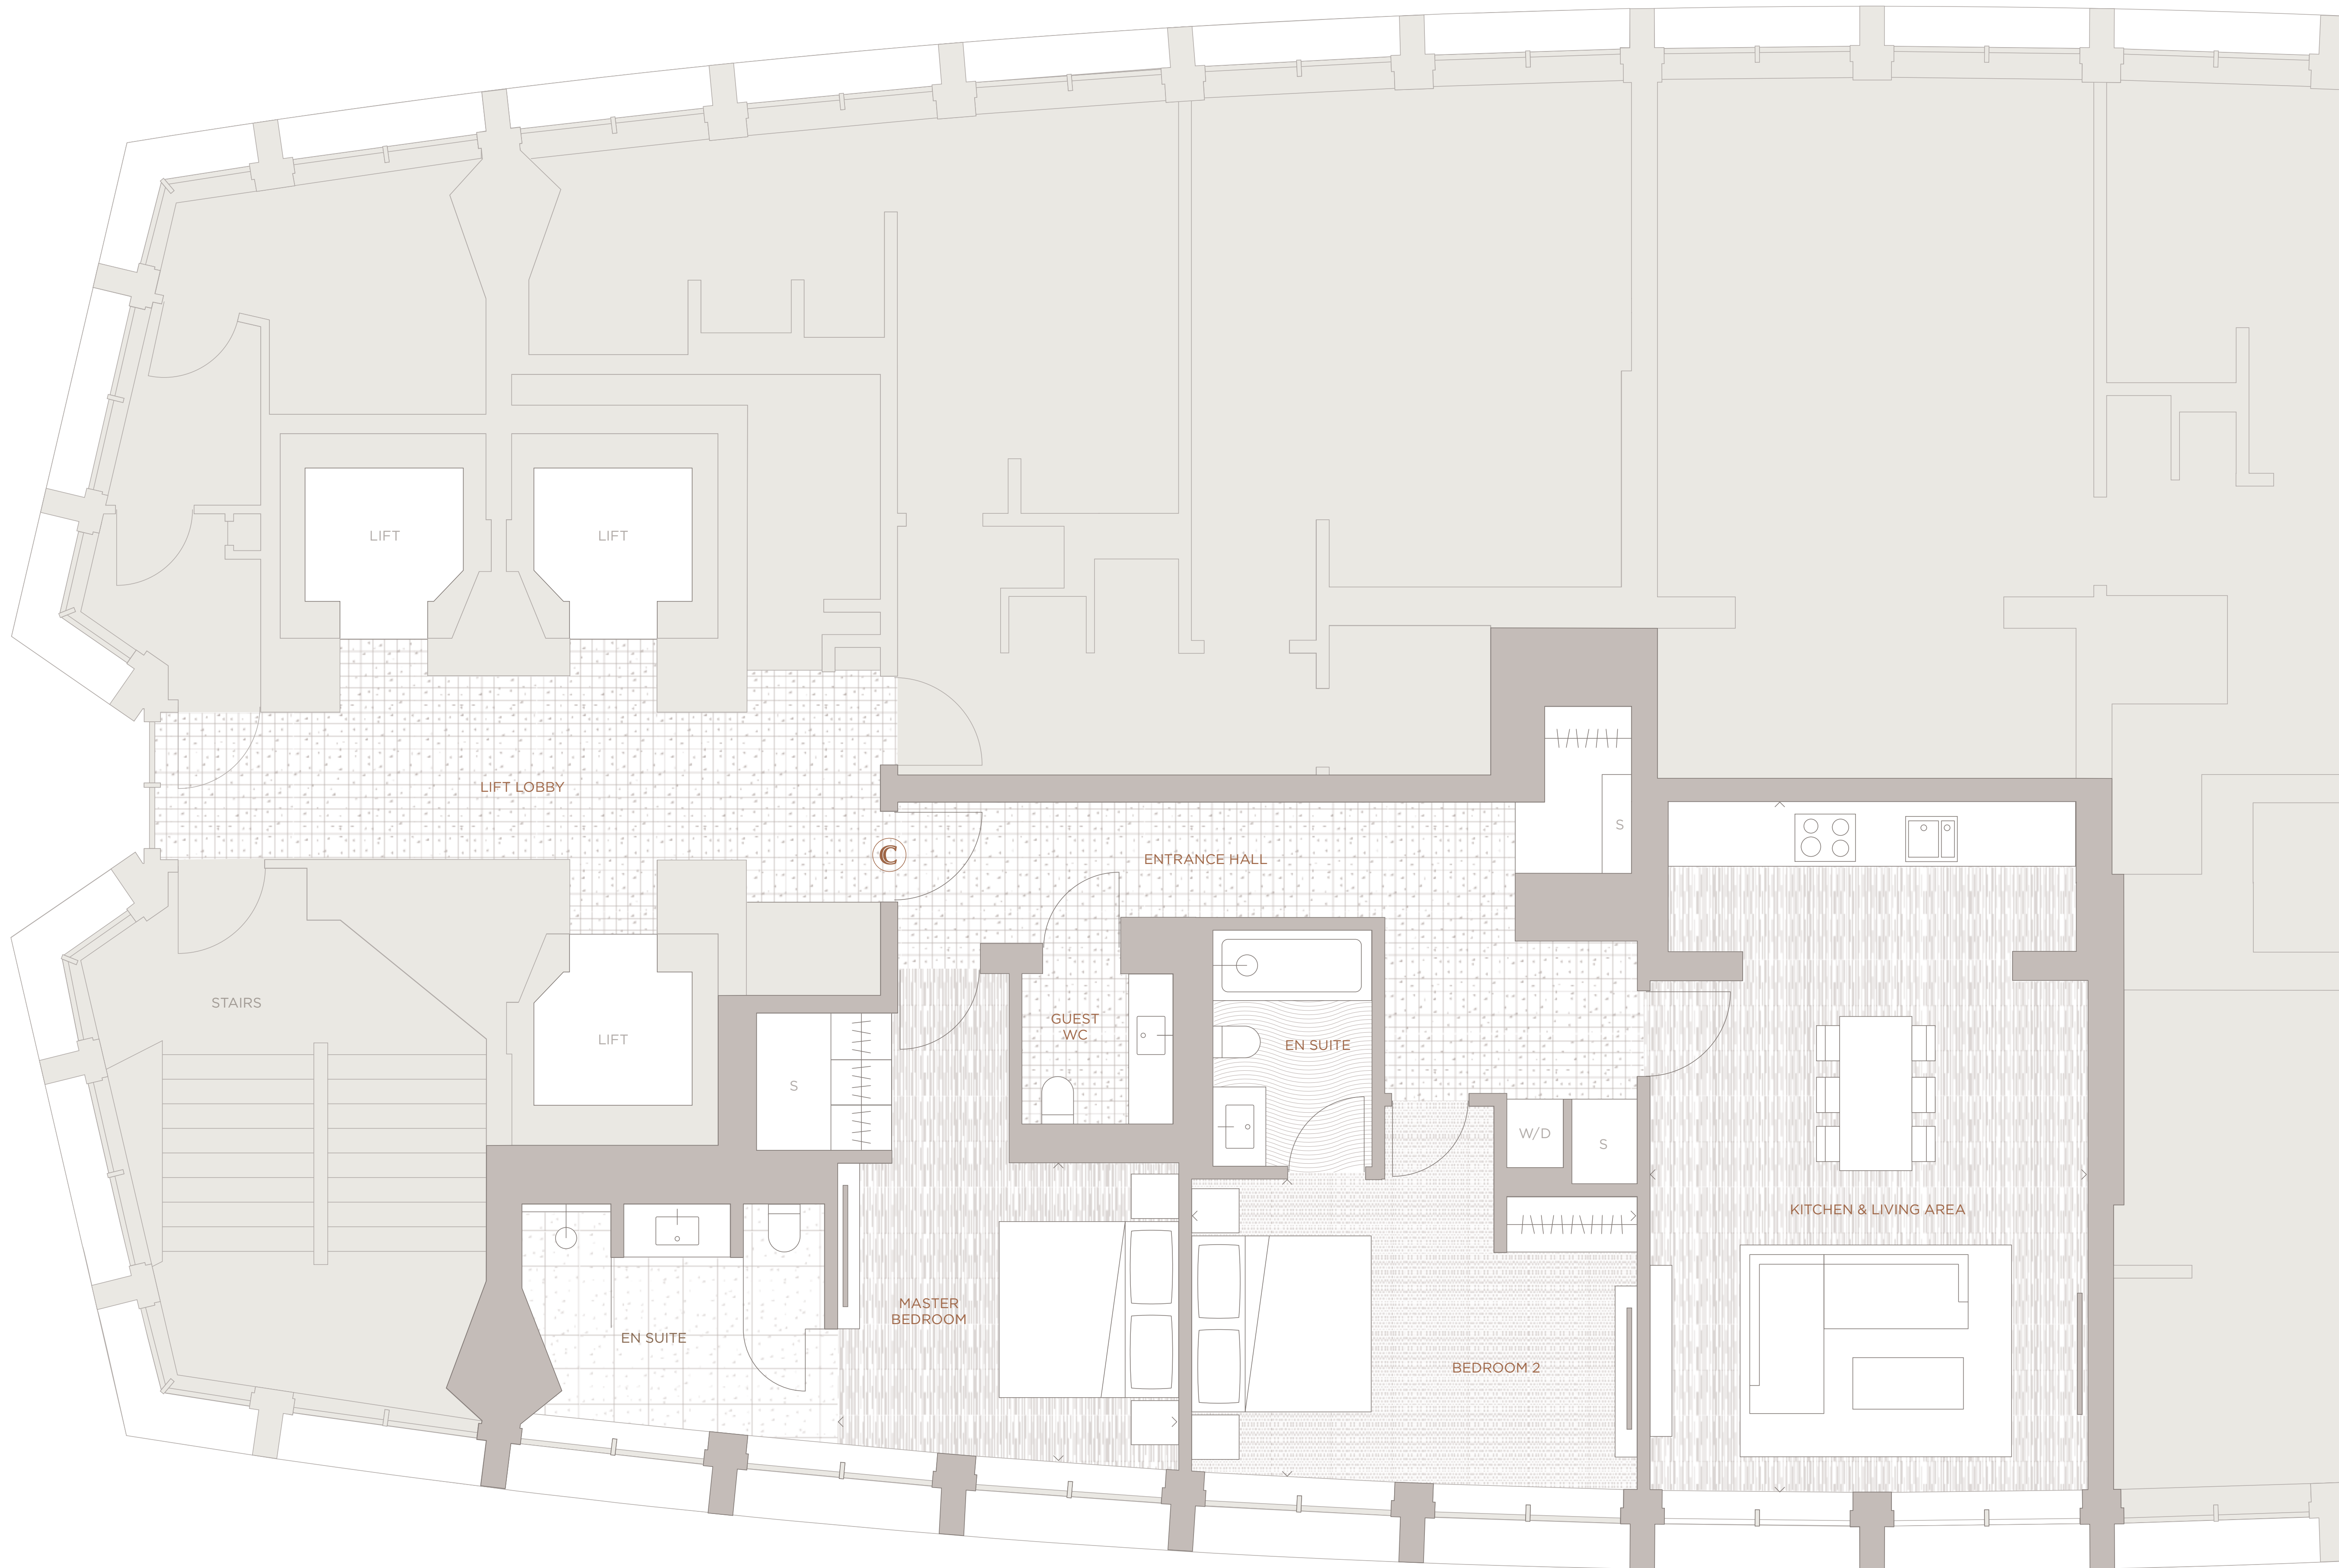 LIFT
LIFT
LIFT LOBBY
C
ENTRANCE HALL
S
STAIRS
LIFT
S
GUEST
WC
EN SUITE
W/D
S
KITCHEN & LIVING AREA
MASTER
BEDROOM
EN SUITE
BEDROOM 2